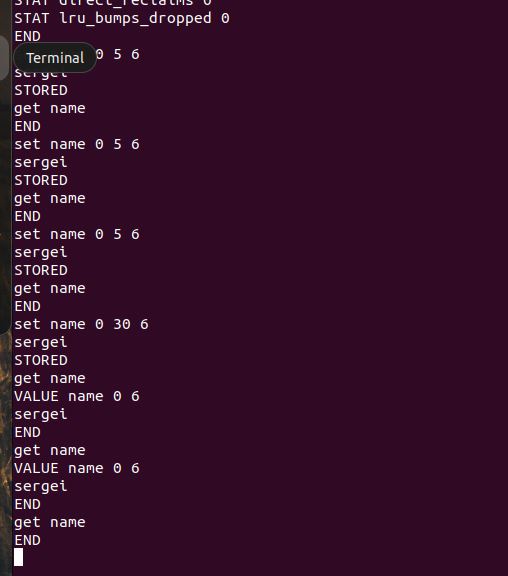 STAT direct_reclaims 0
STAT lru_bumps_dropped 0
END
Terminal
0 5 6
sergei
STORED
get name
END
set name 0 5 6
sergei
STORED
get name
END
set name 0 5 6
sergei
STORED
get name
END
set name 0 30 6
sergei
STORED
get name
VALUE name 0 6
sergei
END
get name
VALUE name 0 6
sergei
END
get name
END